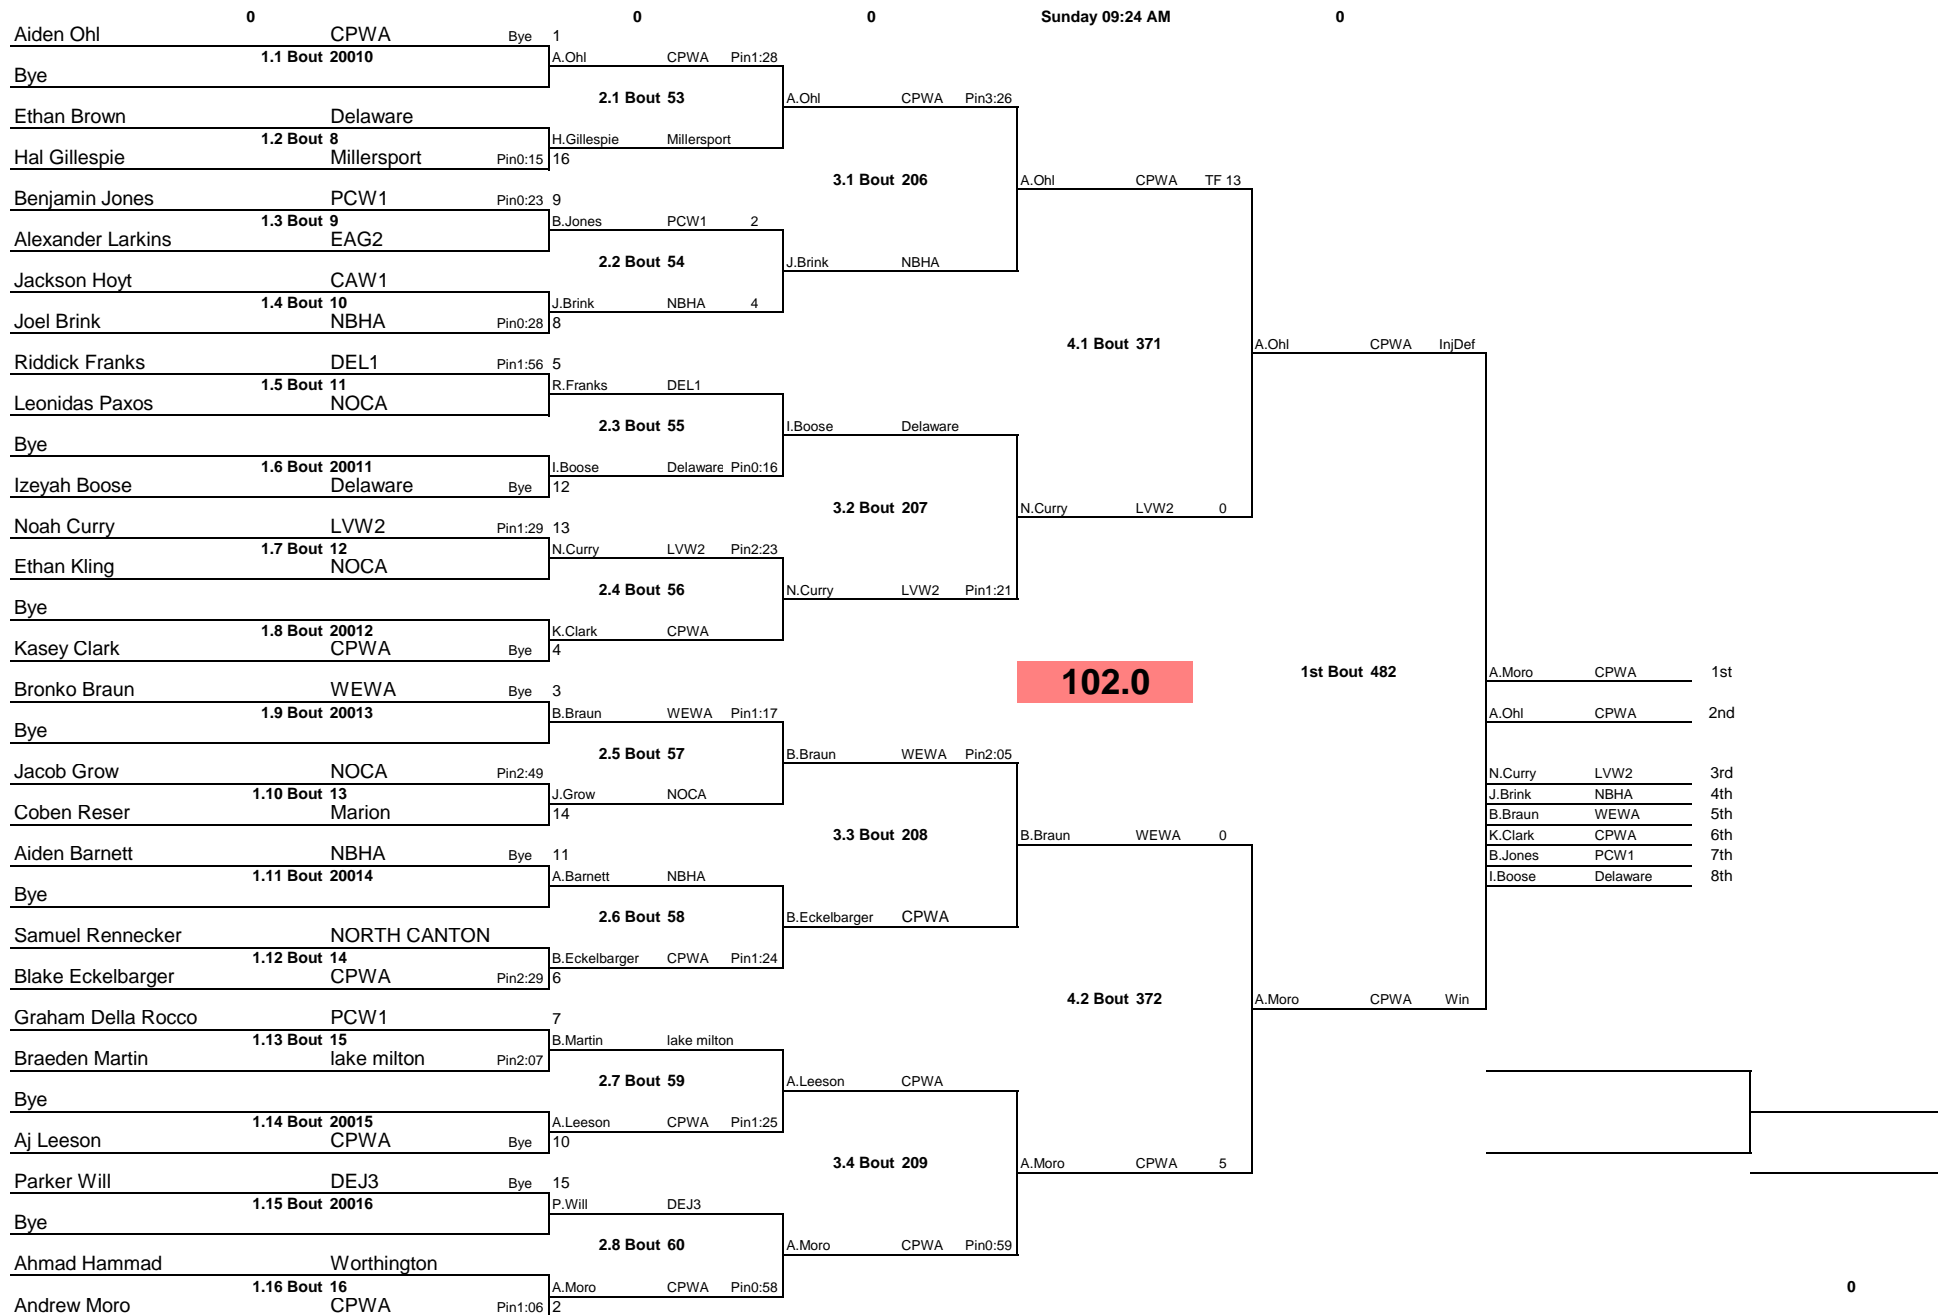 0 0 0 Sunday 09:24 AM 0
Aiden Ohl CPWA Bye 1
1.1 Bout 20010 A.Ohl CPWA Pin1:28
Bye
2.1 Bout 53 A.Ohl CPWA Pin3:26
Ethan Brown Delaware
1.2 Bout 8 H.Gillespie Millersport
Hal Gillespie Millersport Pin0:15 16
3.1 Bout 206 A.Ohl CPWA TF 13
Benjamin Jones PCW1 Pin0:23 9
1.3 Bout 9 B.Jones PCW1 2
Alexander Larkins EAG2
2.2 Bout 54 J.Brink NBHA
Jackson Hoyt CAW1
1.4 Bout 10 J.Brink NBHA 4
Joel Brink NBHA Pin0:28 8
4.1 Bout 371 A.Ohl CPWA InjDef
Riddick Franks DEL1 Pin1:56 5
1.5 Bout 11 R.Franks DEL1
Leonidas Paxos NOCA
2.3 Bout 55 I.Boose Delaware
Bye
1.6 Bout 20011 I.Boose Delaware Pin0:16
Izeyah Boose Delaware Bye 12
3.2 Bout 207 N.Curry LVW2 0
Noah Curry LVW2 Pin1:29 13
1.7 Bout 12 N.Curry LVW2 Pin2:23
Ethan Kling NOCA
2.4 Bout 56 N.Curry LVW2 Pin1:21
Bye
1.8 Bout 20012 K.Clark CPWA
Kasey Clark CPWA Bye 4
102.0 1st Bout 482 A.Moro CPWA 1st
Bronko Braun WEWA Bye 3
1.9 Bout 20013 B.Braun WEWA Pin1:17 A.Ohl CPWA 2nd
Bye
2.5 Bout 57 B.Braun WEWA Pin2:05
Jacob Grow NOCA Pin2:49 N.Curry LVW2 3rd
1.10 Bout 13 J.Grow NOCA J.Brink NBHA 4th
Coben Reser Marion 14 B.Braun WEWA 5th
3.3 Bout 208 B.Braun WEWA 0 K.Clark CPWA 6th
Aiden Barnett NBHA Bye 11 B.Jones PCW1 7th
1.11 Bout 20014 A.Barnett NBHA I.Boose Delaware 8th
Bye
2.6 Bout 58 B.Eckelbarger CPWA
Samuel Rennecker NORTH CANTON
1.12 Bout 14 B.Eckelbarger CPWA Pin1:24
Blake Eckelbarger CPWA Pin2:29 6
4.2 Bout 372 A.Moro CPWA Win
Graham Della Rocco PCW1 7
1.13 Bout 15 B.Martin lake milton
Braeden Martin lake milton Pin2:07
2.7 Bout 59 A.Leeson CPWA
Bye
1.14 Bout 20015 A.Leeson CPWA Pin1:25
Aj Leeson CPWA Bye 10
3.4 Bout 209 A.Moro CPWA 5
Parker Will DEJ3 Bye 15
1.15 Bout 20016 P.Will DEJ3
Bye
2.8 Bout 60 A.Moro CPWA Pin0:59
Ahmad Hammad Worthington
1.16 Bout 16 A.Moro CPWA Pin0:58 0
Andrew Moro CPWA Pin1:06 2